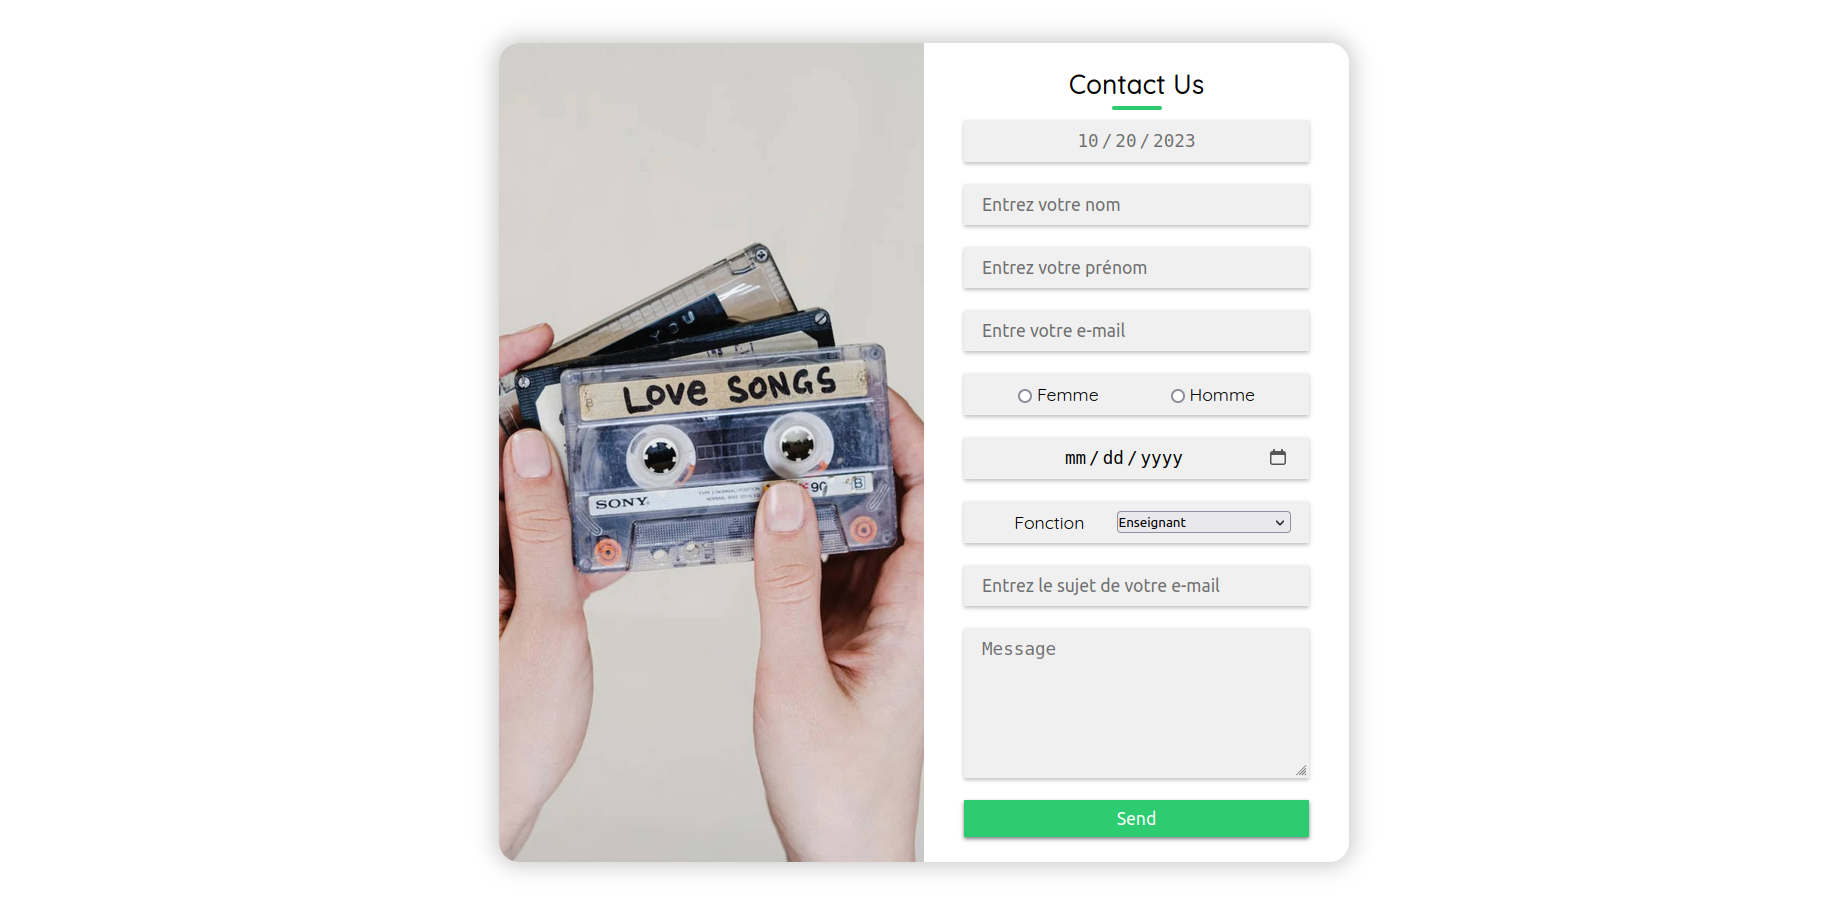 Contact Us
10/20/2023
Entrez votre nom
Entrez votre prénom
Entre votre e-mail
Femme Homme
mm/dd/yyyy
Fonction Enseignant
Entrez le sujet de votre e-mail
Message
Send
YOU
LOVE SONGS
SONY
90 B